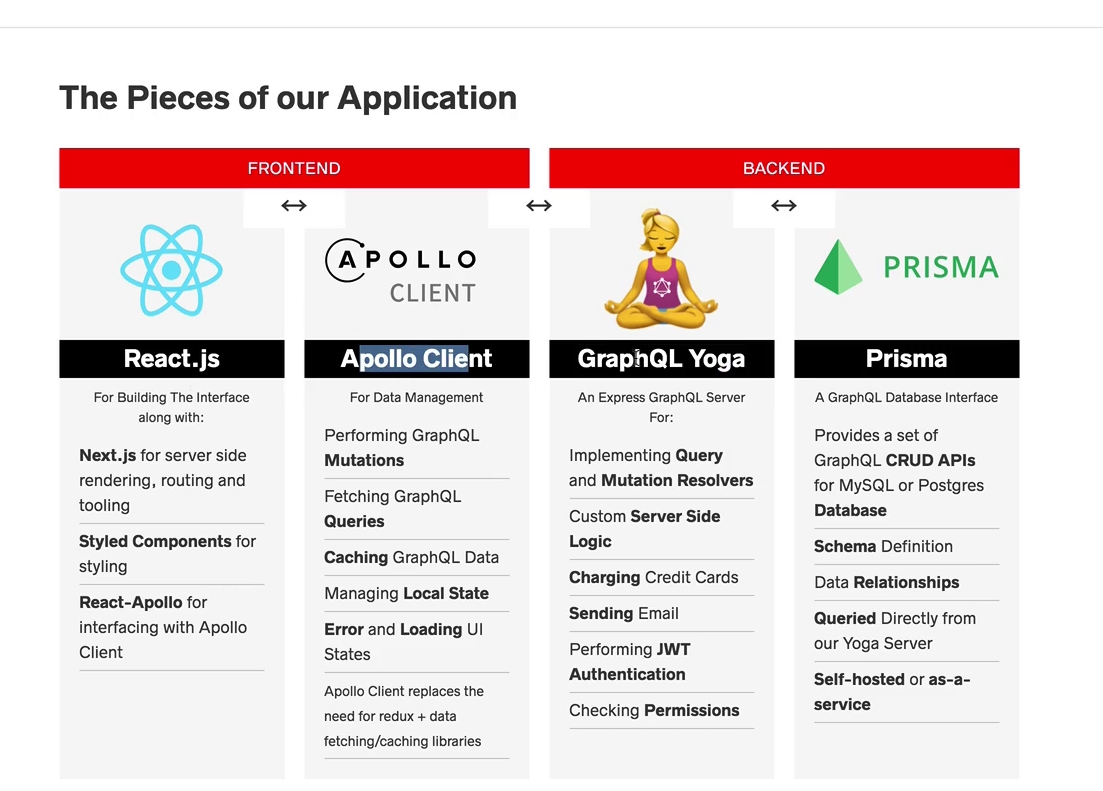 The Pieces of our Application
FRONTEND
BACKEND
APOLLO
CLIENT
PRISMA
React.js
For Building The Interface
along with:
Next.js for server side
rendering, routing and
tooling
Styled Components for
styling
React-Apollo for
interfacing with Apollo
Client
Apollo Client
For Data Management
Performing GraphQL
Mutations
Fetching GraphQL
Queries
Caching GraphQL Data
Managing Local State
Error and Loading UI
States
Apollo Client replaces the
need for redux + data
fetching/caching libraries
GraphQL Yoga
An Express GraphQL Server
For:
Implementing Query
and Mutation Resolvers
Custom Server Side
Logic
Charging Credit Cards
Sending Email
Performing JWT
Authentication
Checking Permissions
Prisma
A GraphQL Database Interface
Provides a set of
GraphQL CRUD APIs
for MySQL or Postgres
Database
Schema Definition
Data Relationships
Queried Directly from
our Yoga Server
Self-hosted or as-a-
service